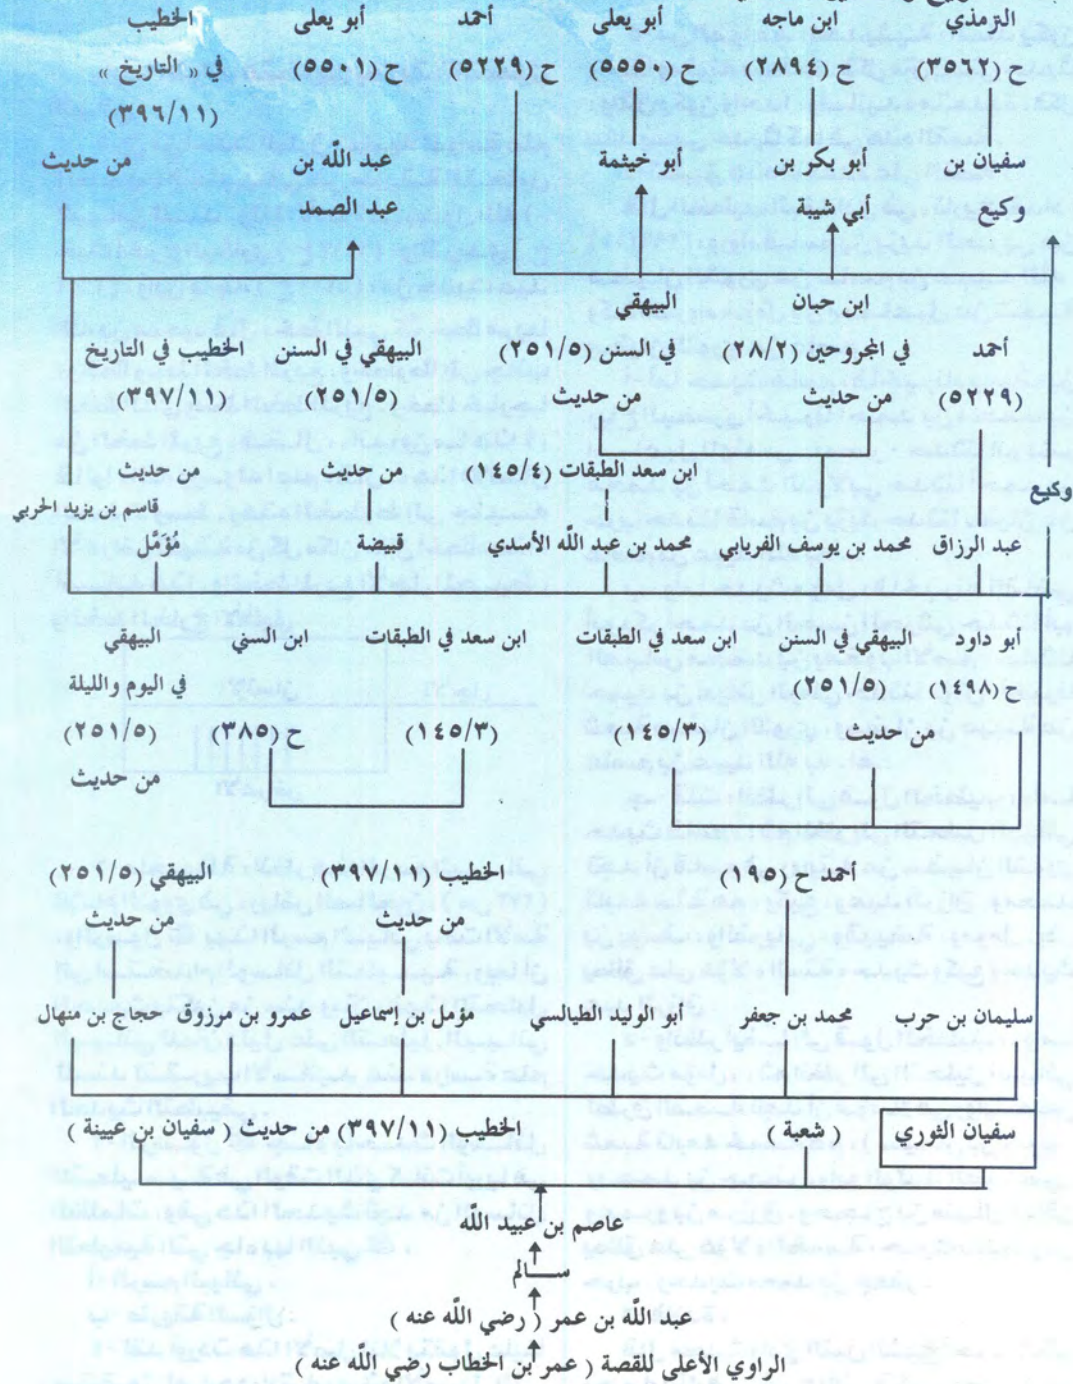 الترمذي ابن ماجه أبو يعلى أحمد أبو يعلى الخطيب
ح (٣٥٦٢) ح (٢٨٩٤) ح (٥٥٥٠) ح (٥٢٢٩) ح (٥٥٠١) في « التاريخ »
(٣٩٦/١١)
سفيان بن أبو بكر بن أبو خيثمة عبد الله بن من حديث
وكيع أبي شيبة عبد الصمد
ابن حبان البيهقي
أحمد في المجروحين (٢٨/٢) في السنن (٢٥١/٥) البيهقي في السنن الخطيب في التاريخ
(٥٢٢٩) من حديث من حديث (٢٥١/٥) (٣٩٧/١١)
ابن سعد الطبقات (١٤٥/٤) من حديث من حديث
وكيع
قاسم بن يزيد الحربي
عبد الرزاق محمد بن يوسف الفريابي محمد بن عبد الله الأسدي قبيضة مُؤَمَّل
أبو داود البيهقي في السنن ابن سعد في الطبقات ابن سعد في الطبقات ابن السني البيهقي
ح (١٤٩٨) (٢٥١/٥) في اليوم والليلة
من حديث (١٤٥/٣) (١٤٥/٣) ح (٣٨٥) (٢٥١/٥)
من حديث
أحمد ح (١٩٥) الخطيب (٣٩٧/١١) البيهقي (٢٥١/٥)
من حديث من حديث
سليمان بن حرب محمد بن جعفر أبو الوليد الطيالسي مؤمل بن إسماعيل عمرو بن مرزوق حجاج بن منهال
سفيان الثوري ( شعبة ) الخطيب (٣٩٧/١١) من حديث ( سفيان بن عيينة )
عاصم بن عبيد الله
ســالم
عبد الله بن عمر ( رضي الله عنه )
الراوي الأعلى للقصة ( عمر بن الخطاب رضي الله عنه )